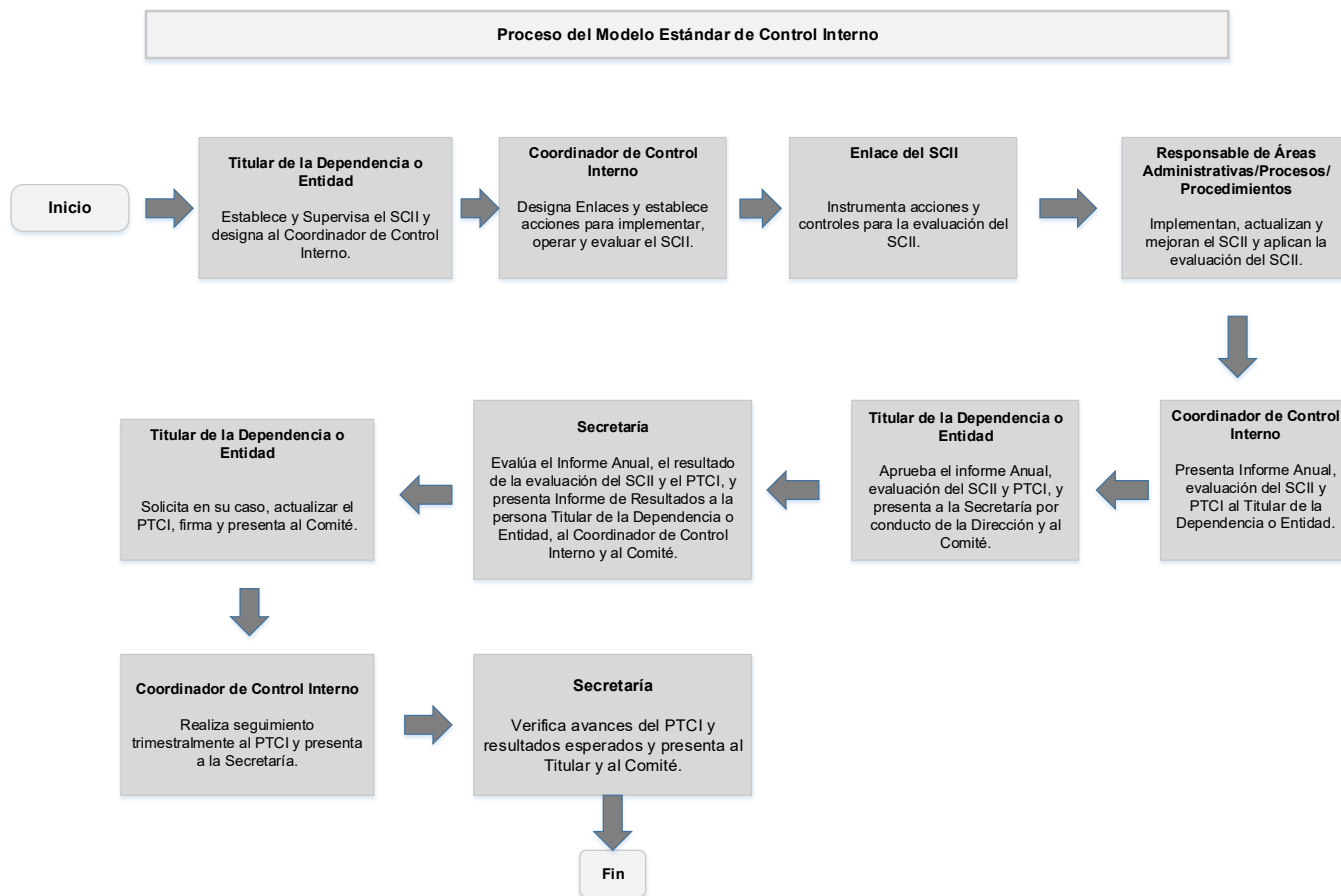 Proceso del Modelo Estándar de Control Interno
Inicio
Titular de la Dependencia o
Entidad
Establece y Supervisa el SCII y
designa al Coordinador de Control
Interno.
Coordinador de Control
Interno
Designa Enlaces y establece
acciones para implementar,
operar y evaluar el SCII.
Enlace del SCII
Instrumenta acciones y
controles para la evaluación del
SCII.
Responsable de Áreas
Administrativas/Procesos/
Procedimientos
Implementan, actualizan y
mejoran el SCII y aplican la
evaluación del SCII.
Coordinador de Control
Interno
Presenta Informe Anual,
evaluación del SCII y
PTCI al Titular de la
Dependencia o Entidad.
Titular de la Dependencia o
Entidad
Aprueba el informe Anual,
evaluación del SCII y PTCI, y
presenta a la Secretaría por
conducto de la Dirección y al
Comité.
Secretaría
Evalúa el Informe Anual, el resultado
de la evaluación del SCII y el PTCI, y
presenta Informe de Resultados a la
persona Titular de la Dependencia o
Entidad, al Coordinador de Control
Interno y al Comité.
Titular de la Dependencia o
Entidad
Solicita en su caso, actualizar el
PTCI, firma y presenta al Comité.
Coordinador de Control Interno
Realiza seguimiento
trimestralmente al PTCI y presenta
a la Secretaría.
Secretaría
Verifica avances del PTCI y
resultados esperados y presenta al
Titular y al Comité.
Fin